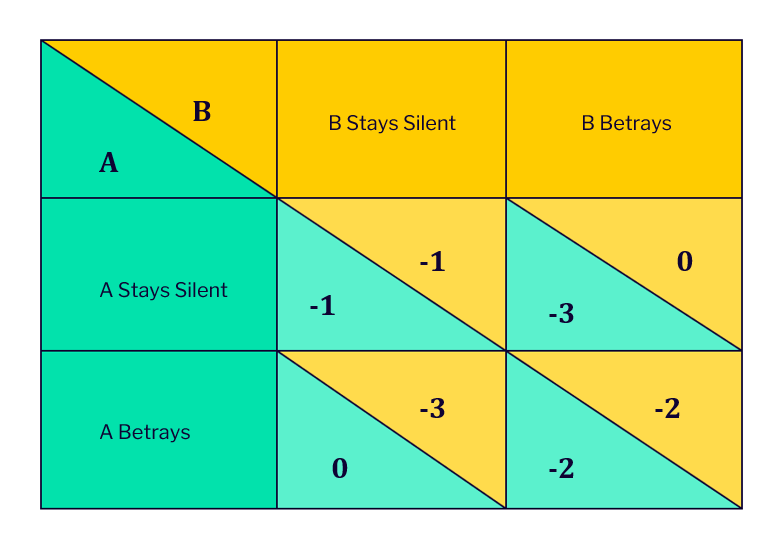 B
A
B Stays Silent
B Betrays
A Stays Silent
-1
-1
0
-3
A Betrays
-3
0
-2
-2